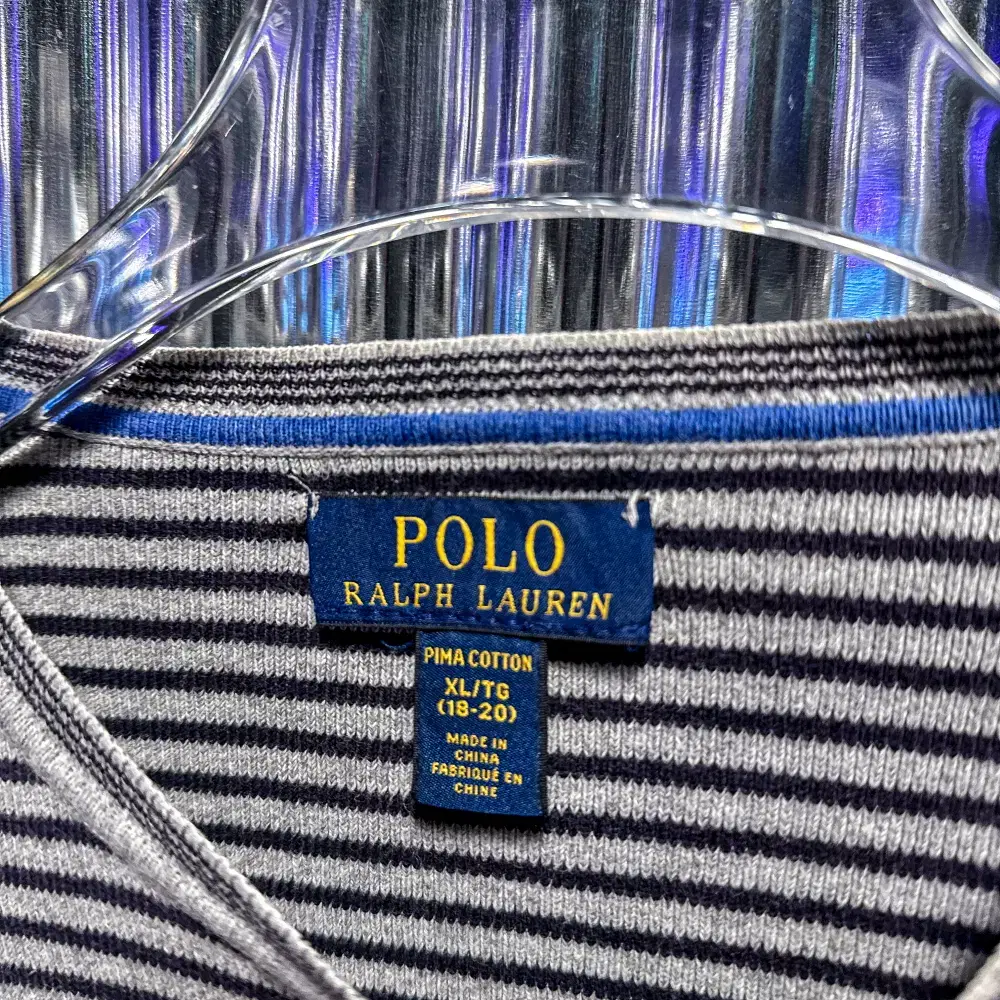 POLO
RALPH LAUREN
PIMA COTTON
XL/TG
(18-20)
MADE IN
CHINA
FABRIQUÉ EN
CHINE